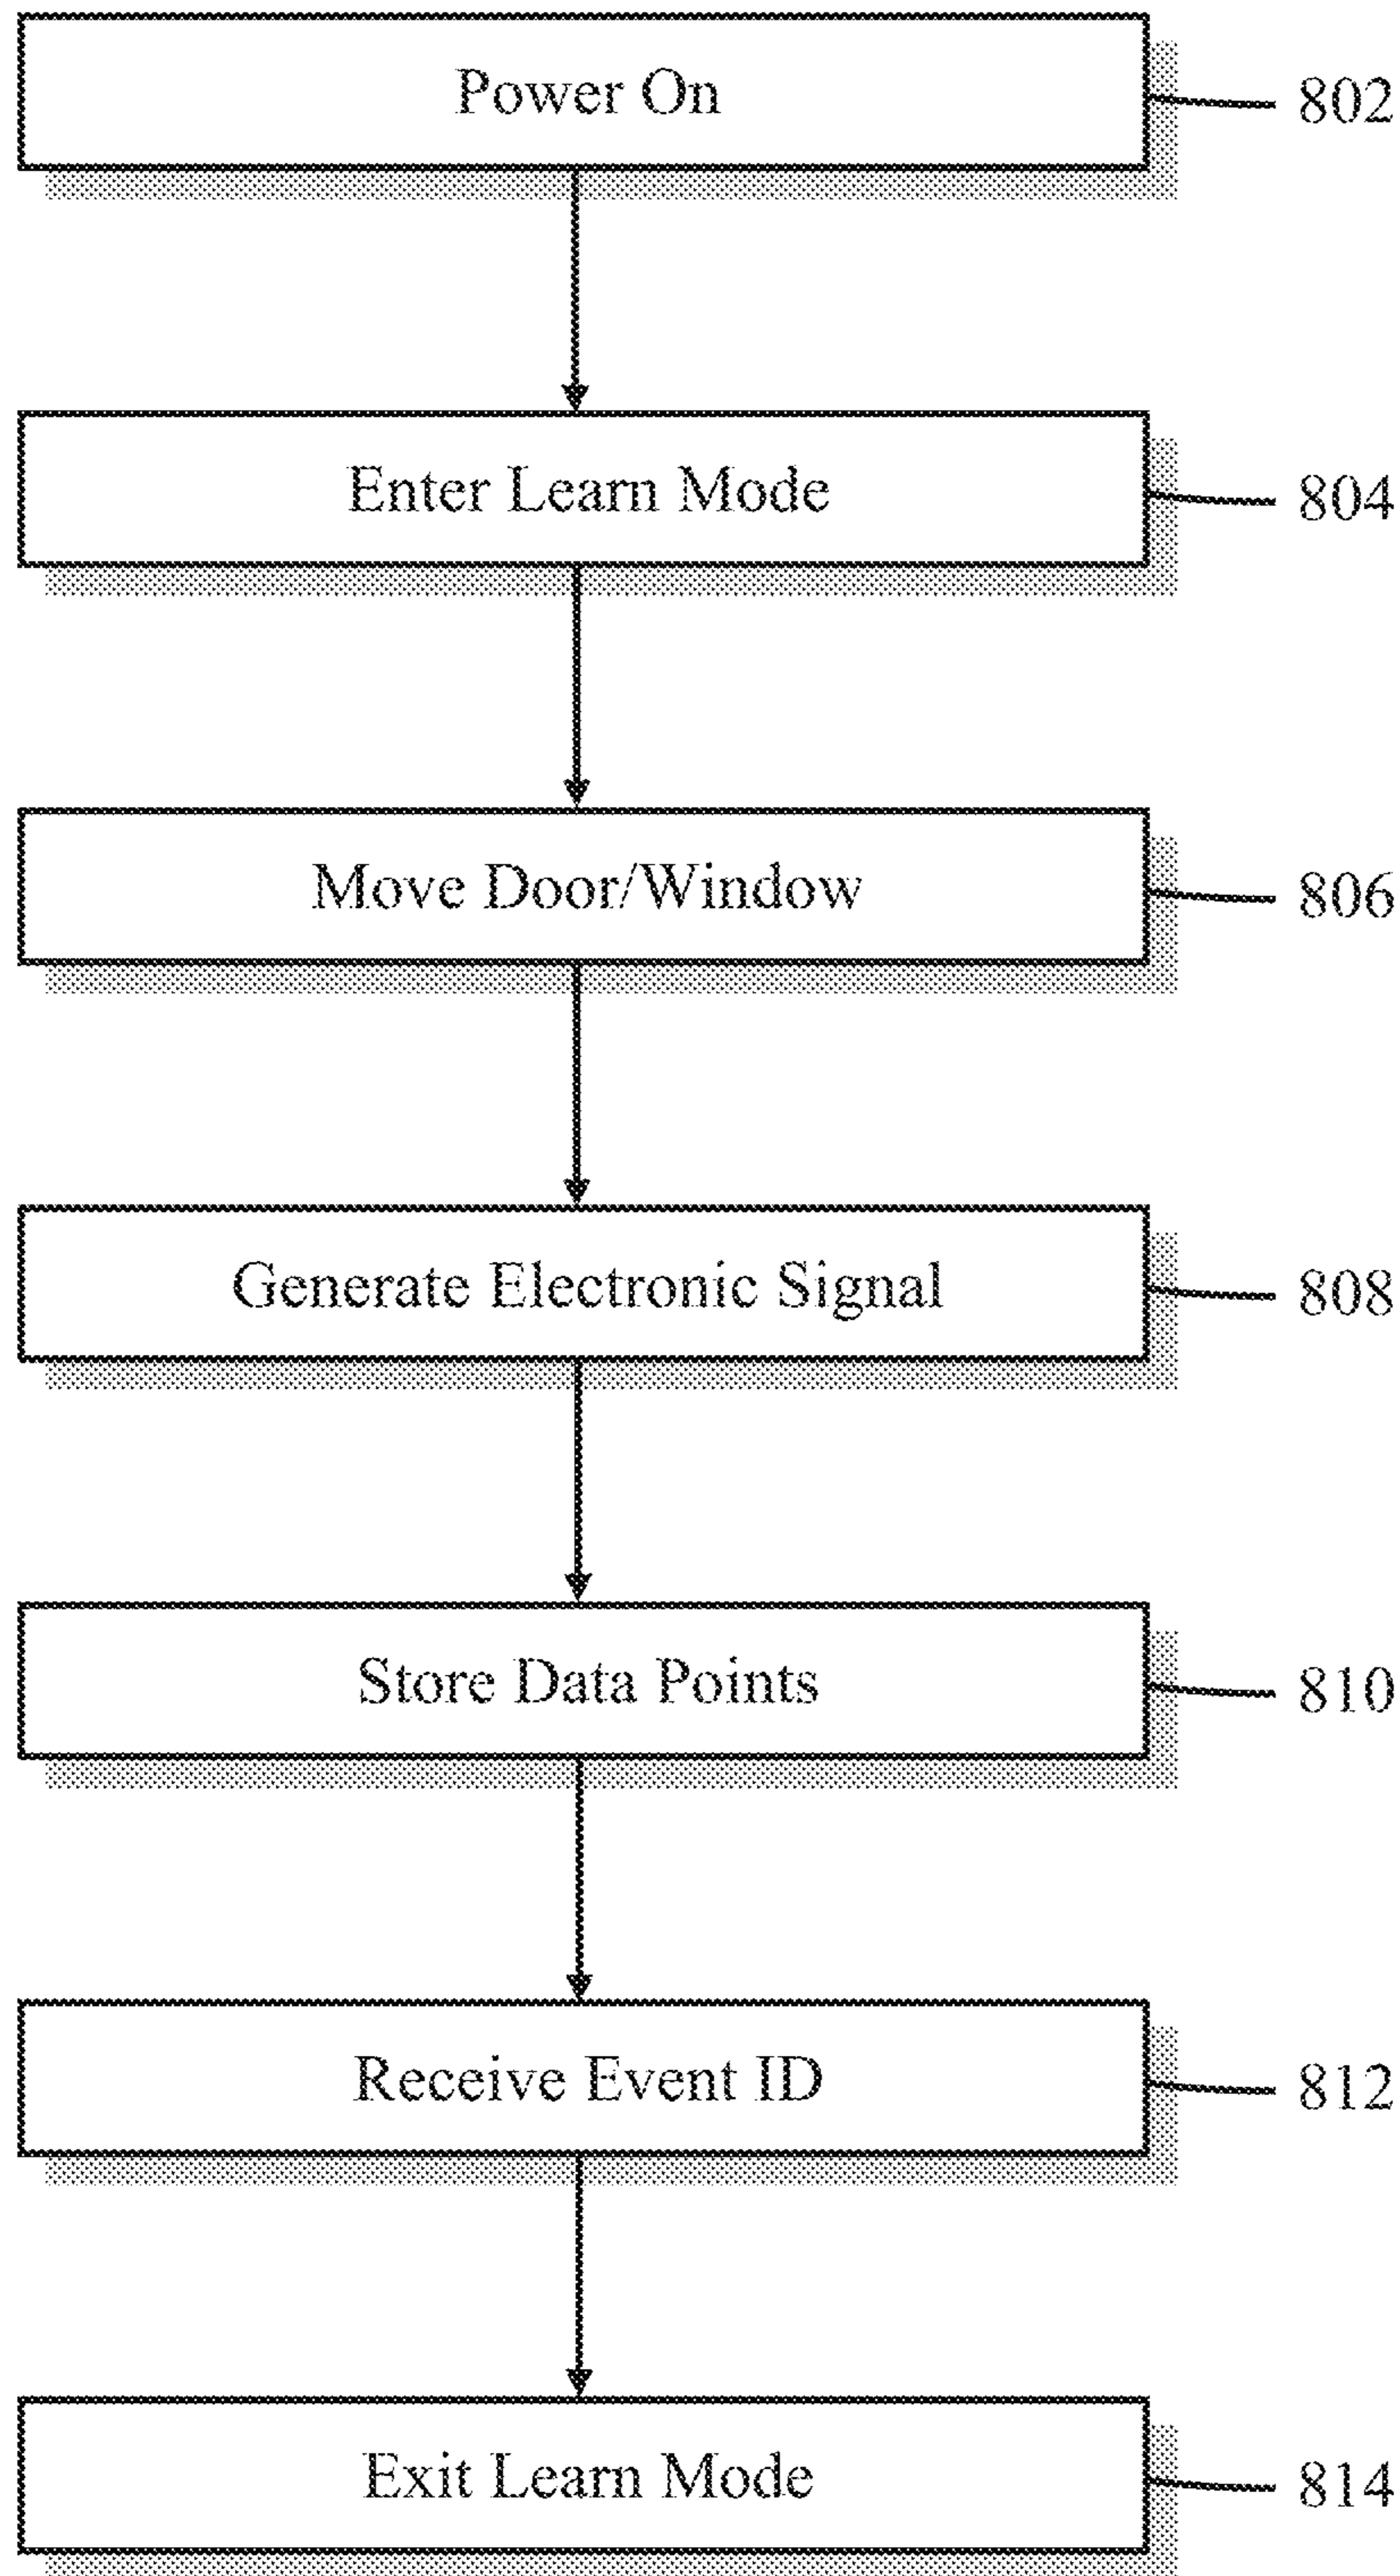 Power On
802
Enter Learn Mode
804
Move Door/Window
806
Generate Electronic Signal
808
Store Data Points
810
Receive Event ID
812
Exit Learn Mode
814